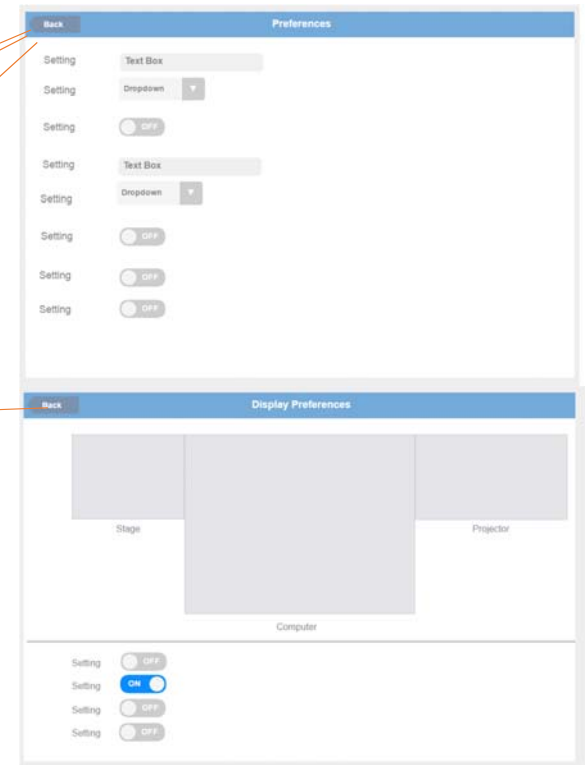 Back Preferences
Setting Text Box
Setting Dropdown
Setting OFF
Setting Text Box
Setting Dropdown
Setting OFF
Setting OFF
Setting OFF
Back Display Preferences
Stage Projector
Computer
Setting OFF
Setting ON
Setting OFF
Setting OFF